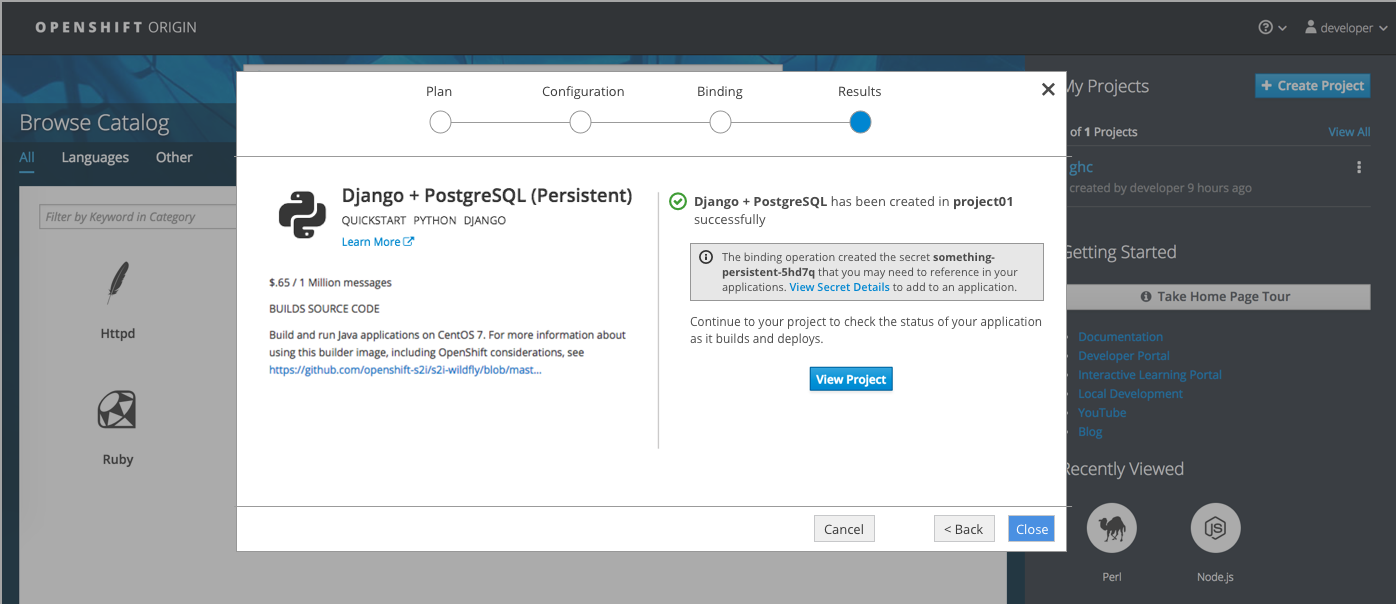 OPENSHIFT ORIGIN
developer
Browse Catalog
All Languages Other
Filter by Keyword in Category
Httpd
Ruby
Plan Configuration Binding Results
Django + PostgreSQL (Persistent)
QUICKSTART PYTHON DJANGO
Learn More
$.65 / 1 Million messages
BUILDS SOURCE CODE
Build and run Java applications on CentOS 7. For more information about
using this builder image, including OpenShift considerations, see
https://github.com/openshift-s2i/s2i-wildfly/blob/mast...
Django + PostgreSQL has been created in project01
successfully
The binding operation created the secret something-
persistent-5hd7q that you may need to reference in your
applications. View Secret Details to add to an application.
Continue to your project to check the status of your application
as it builds and deploys.
View Project
Cancel < Back Close
My Projects
+ Create Project
of 1 Projects View All
ghc
created by developer 9 hours ago
Getting Started
Take Home Page Tour
Documentation
Developer Portal
Interactive Learning Portal
Local Development
YouTube
Blog
Recently Viewed
Perl Node.js